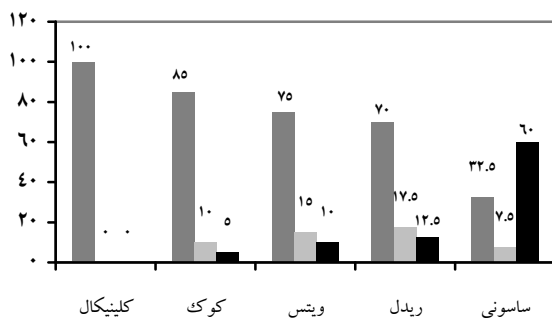 ١٢٠
١٠٠
٨٠
٦٠
٤٠
٢٠
٠
١٠٠ ٠ ٠
٨٥ ١٠ ٥
٧٥ ١٥ ١٠
٧٠ ١٧.٥ ١٢.٥
٣٢.٥ ٧.٥ ٦٠
کلینیکال
کوک
ویتس
ریدل
ساسونی